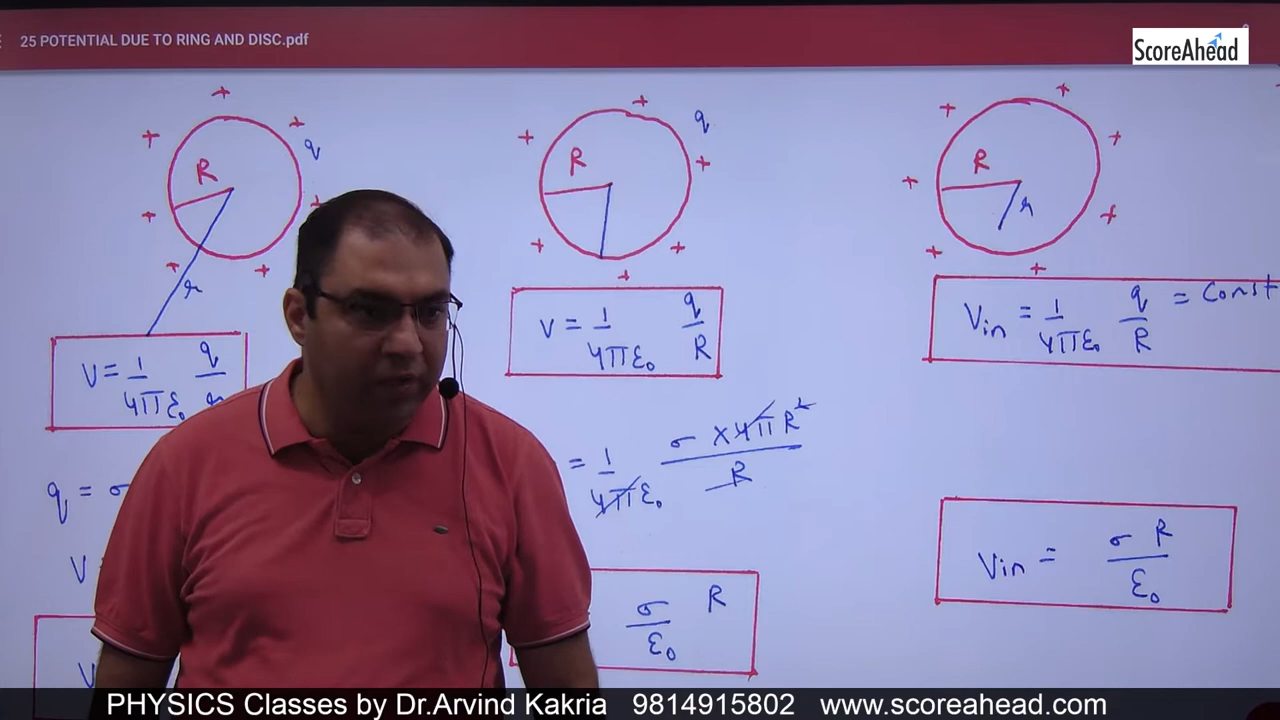 25 POTENTIAL DUE TO RING AND DISC.pdf
ScoreAhead
+ + + + + + + q R r
V = 1/4πε₀ q/r
q = σ
V =
V
+ + + + + + q R
V = 1/4πε₀ q/R
= 1/4πε₀ σ × 4πR²/R
σ/ε₀ R
+ + + + + + + R r
Vin = 1/4πε₀ q/R = Const
Vin = σ R/ε₀
PHYSICS Classes by Dr.Arvind Kakria 9814915802 www.scoreahead.com